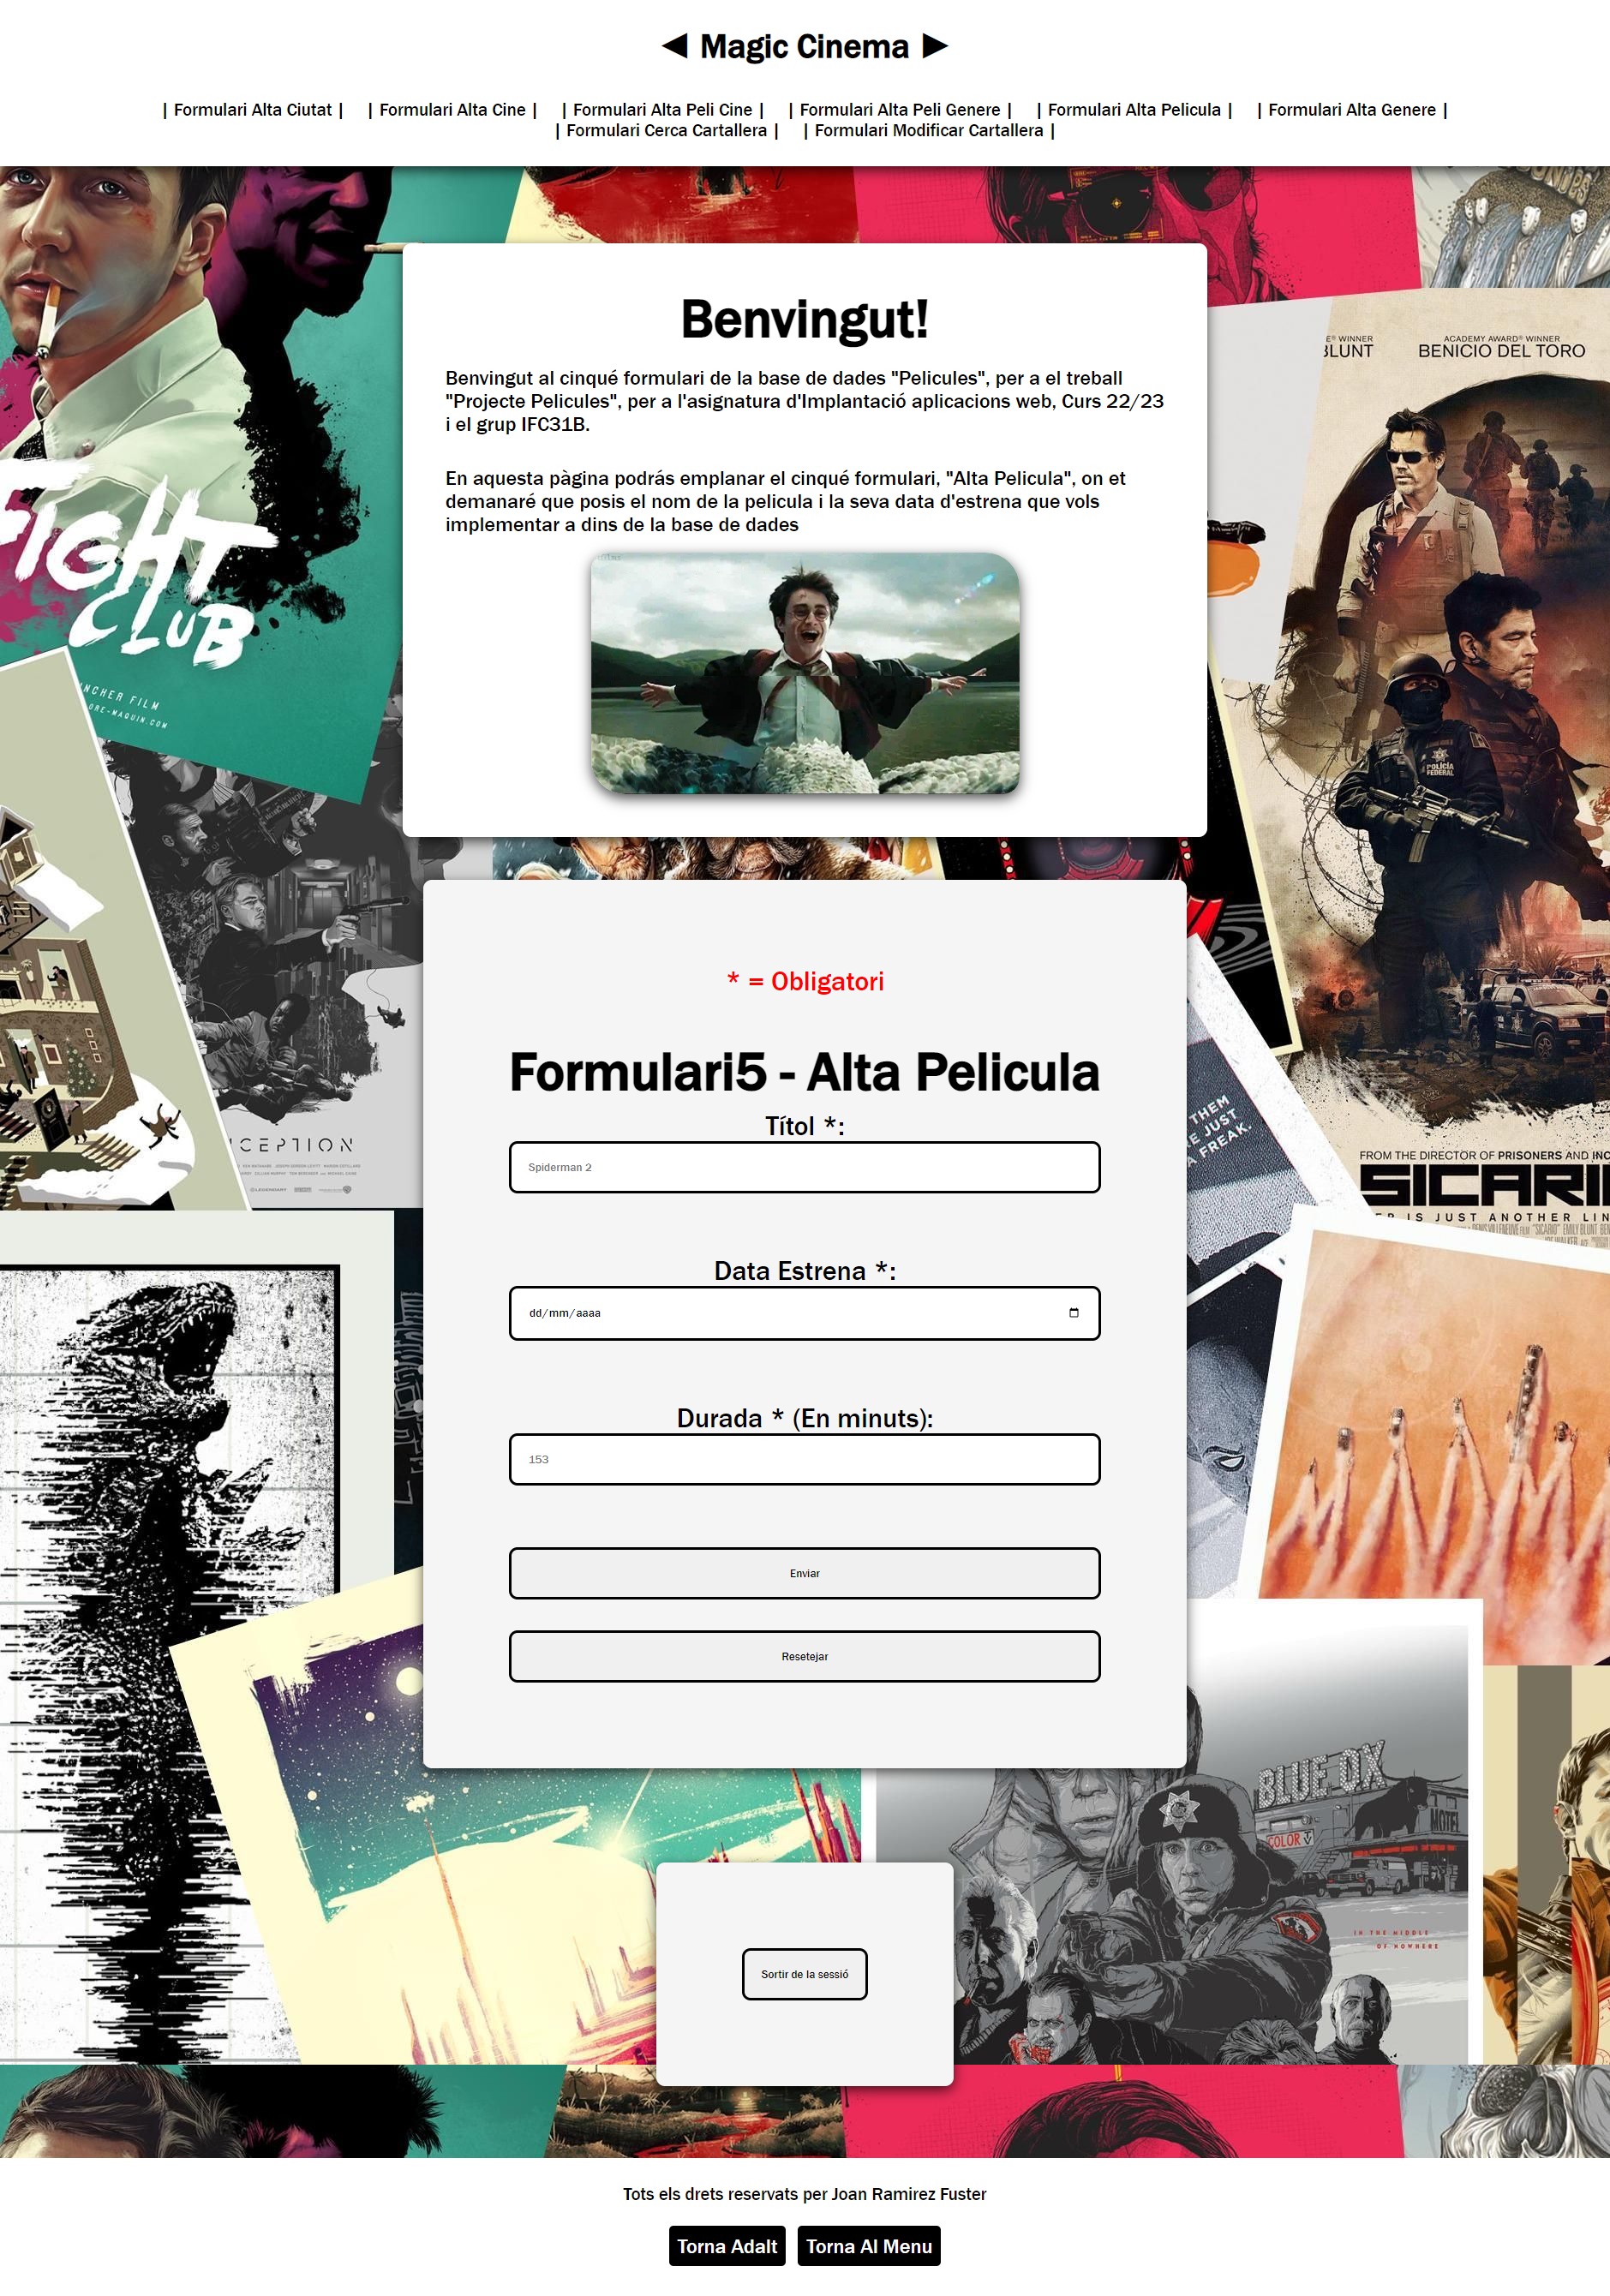 ◀ Magic Cinema ▶
| Formulari Alta Ciutat | | Formulari Alta Cine | | Formulari Alta Peli Cine | | Formulari Alta Peli Genere | | Formulari Alta Pelicula | | Formulari Alta Genere |
| Formulari Cerca Cartallera | | Formulari Modificar Cartallera |
Benvingut!
Benvingut al cinqué formulari de la base de dades "Pelicules", per a el treball
"Projecte Pelicules", per a l'asignatura d'Implantació aplicacions web, Curs 22/23
i el grup IFC31B.
En aquesta pàgina podrás emplanar el cinqué formulari, "Alta Pelicula", on et
demanaré que posis el nom de la pelicula i la seva data d'estrena que vols
implementar a dins de la base de dades
WINNER
BLUNT
ACADEMY AWARD® WINNER
BENICIO DEL TORO
FIGHT
CLUB
NCHER FILM
ORE-MAQUIN.COM
POLICÍA
FEDERAL
* = Obligatori
Formulari5 - Alta Pelicula
Títol *:
Spiderman 2
Data Estrena *:
dd/mm/aaaa
Durada * (En minuts):
153
Enviar
Resetejar
THEM
E JUST
A FREAK.
CEPTION
FROM THE DIRECTOR OF PRISONERS AND INC
SICARI
IS JUST ANOTHER LIN
BLUE OX
MOTEL
COLOR
IN THE MIDDLE
OF NOWHERE
Sortir de la sessió
Tots els drets reservats per Joan Ramirez Fuster
Torna Adalt
Torna Al Menu